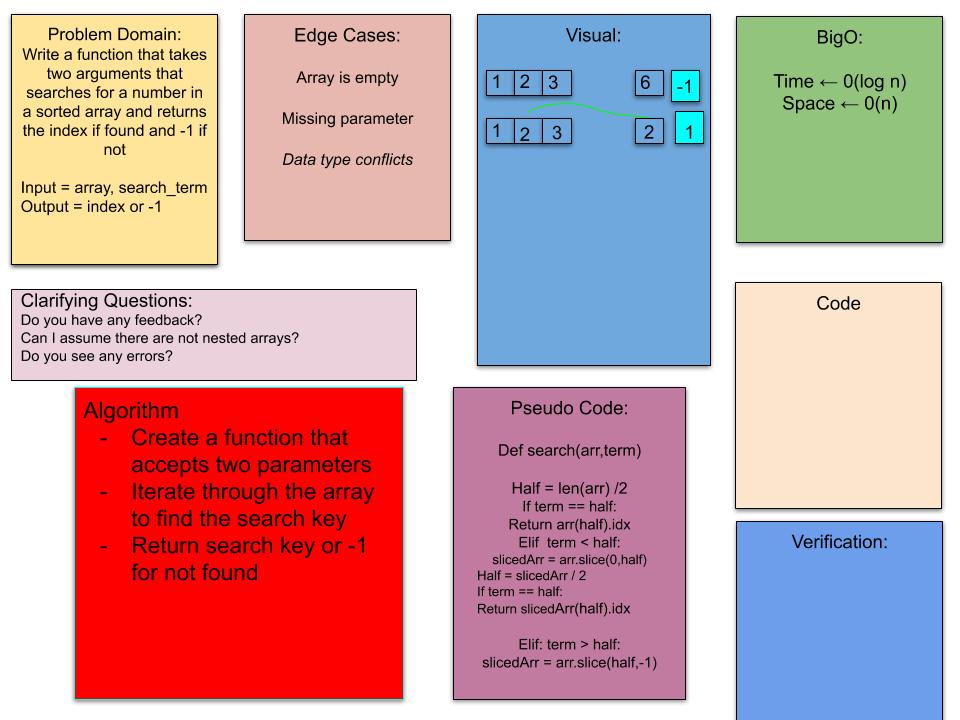 Problem Domain:
Write a function that takes
two arguments that
searches for a number in
a sorted array and returns
the index if found and -1 if
not
Input = array, search_term
Output = index or -1
Edge Cases:
Array is empty
Missing parameter
Data type conflicts
Visual:
1 2 3 6 -1
1 2 3 2 1
BigO:
Time ← 0(log n)
Space ← 0(n)
Clarifying Questions:
Do you have any feedback?
Can I assume there are not nested arrays?
Do you see any errors?
Code
Algorithm
- Create a function that
accepts two parameters
- Iterate through the array
to find the search key
- Return search key or -1
for not found
Pseudo Code:
Def search(arr,term)
Half = len(arr) /2
If term == half:
Return arr(half).idx
Elif term < half:
slicedArr = arr.slice(0,half)
Half = slicedArr / 2
If term == half:
Return slicedArr(half).idx
Elif: term > half:
slicedArr = arr.slice(half,-1)
Verification: